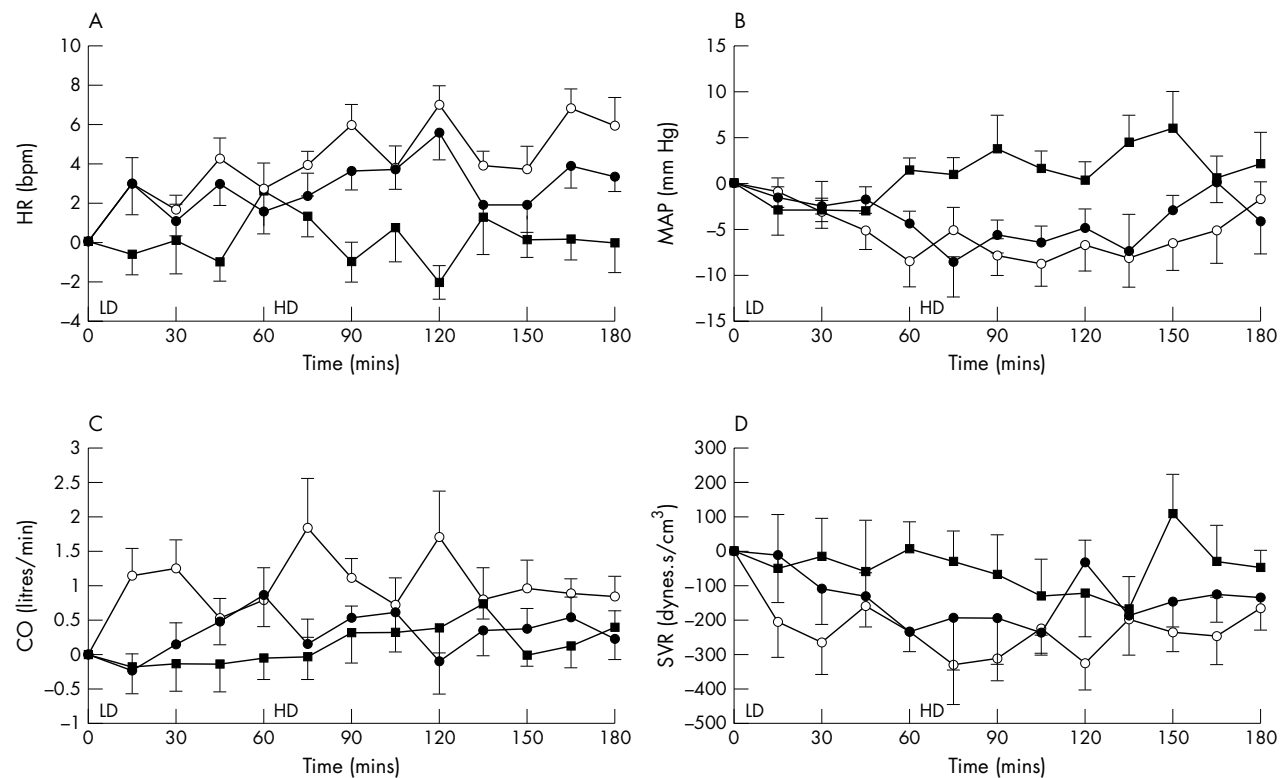 A
HR (bpm)
10
8
6
4
2
0
–2
–4
LD
HD
0 30 60 90 120 150 180
Time (mins)
B
MAP (mm Hg)
15
10
5
0
–5
–10
–15
LD
HD
0 30 60 90 120 150 180
Time (mins)
C
CO (litres/min)
3
2.5
2
1.5
1
0.5
0
–0.5
–1
LD
HD
0 30 60 90 120 150 180
Time (mins)
D
SVR (dynes.s/cm³)
300
200
100
0
–100
–200
–300
–400
–500
LD
HD
0 30 60 90 120 150 180
Time (mins)